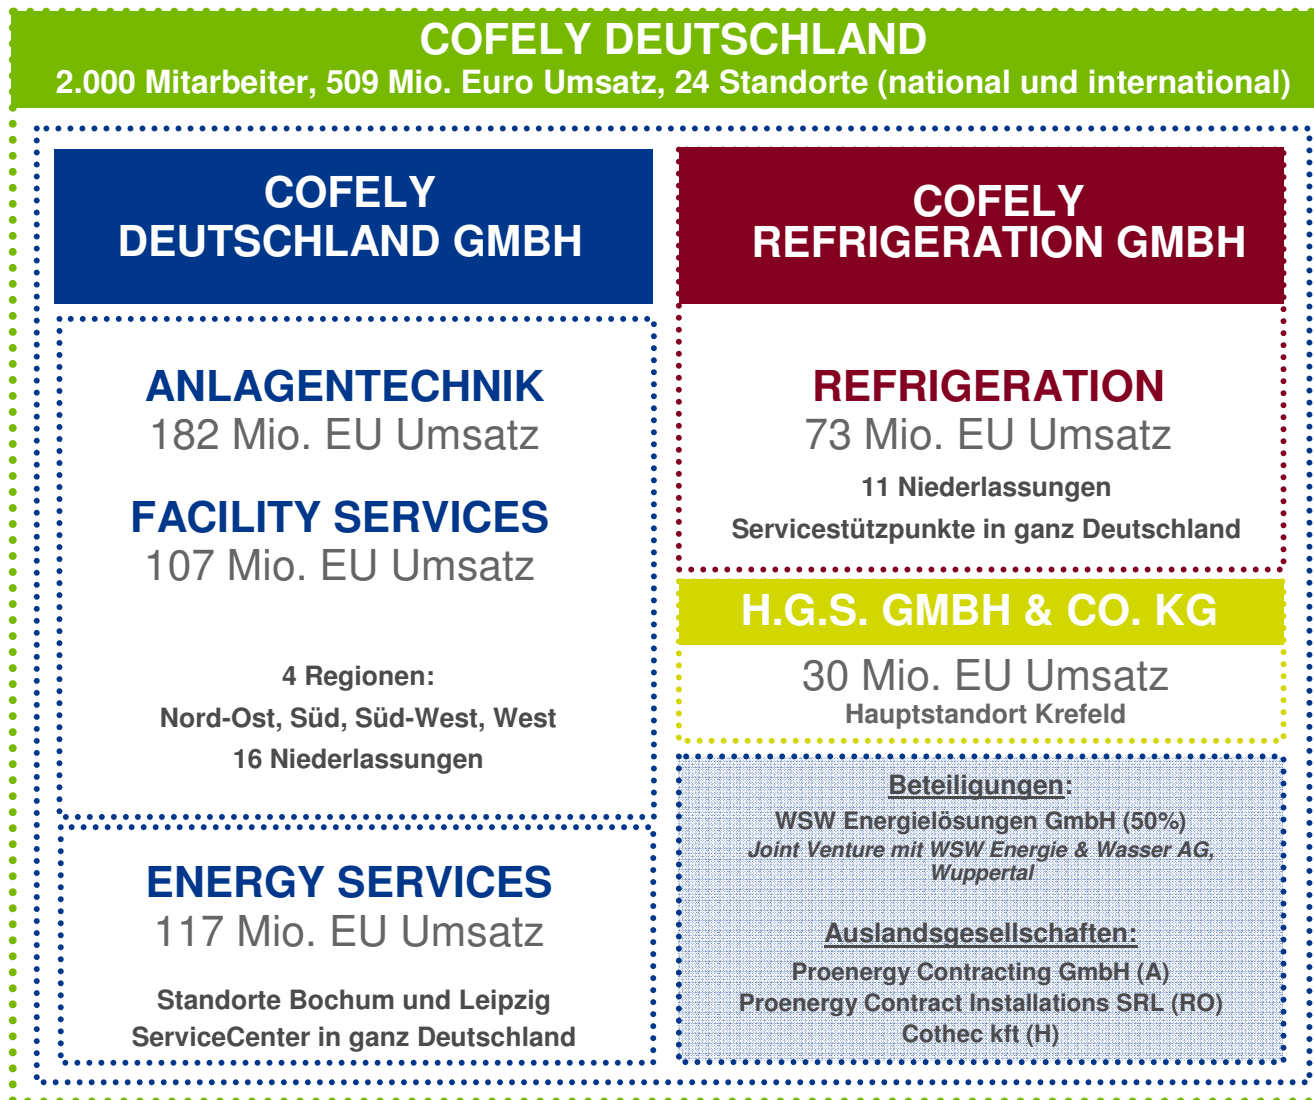 COFELY DEUTSCHLAND
2.000 Mitarbeiter, 509 Mio. Euro Umsatz, 24 Standorte (national und international)
COFELY
DEUTSCHLAND GMBH
ANLAGENTECHNIK
182 Mio. EU Umsatz
FACILITY SERVICES
107 Mio. EU Umsatz
4 Regionen:
Nord-Ost, Süd, Süd-West, West
16 Niederlassungen
ENERGY SERVICES
117 Mio. EU Umsatz
Standorte Bochum und Leipzig
ServiceCenter in ganz Deutschland
COFELY
REFRIGERATION GMBH
REFRIGERATION
73 Mio. EU Umsatz
11 Niederlassungen
Servicestützpunkte in ganz Deutschland
H.G.S. GMBH & CO. KG
30 Mio. EU Umsatz
Hauptstandort Krefeld
Beteiligungen:
WSW Energielösungen GmbH (50%)
Joint Venture mit WSW Energie & Wasser AG,
Wuppertal
Auslandsgesellschaften:
Proenergy Contracting GmbH (A)
Proenergy Contract Installations SRL (RO)
Cothec kft (H)